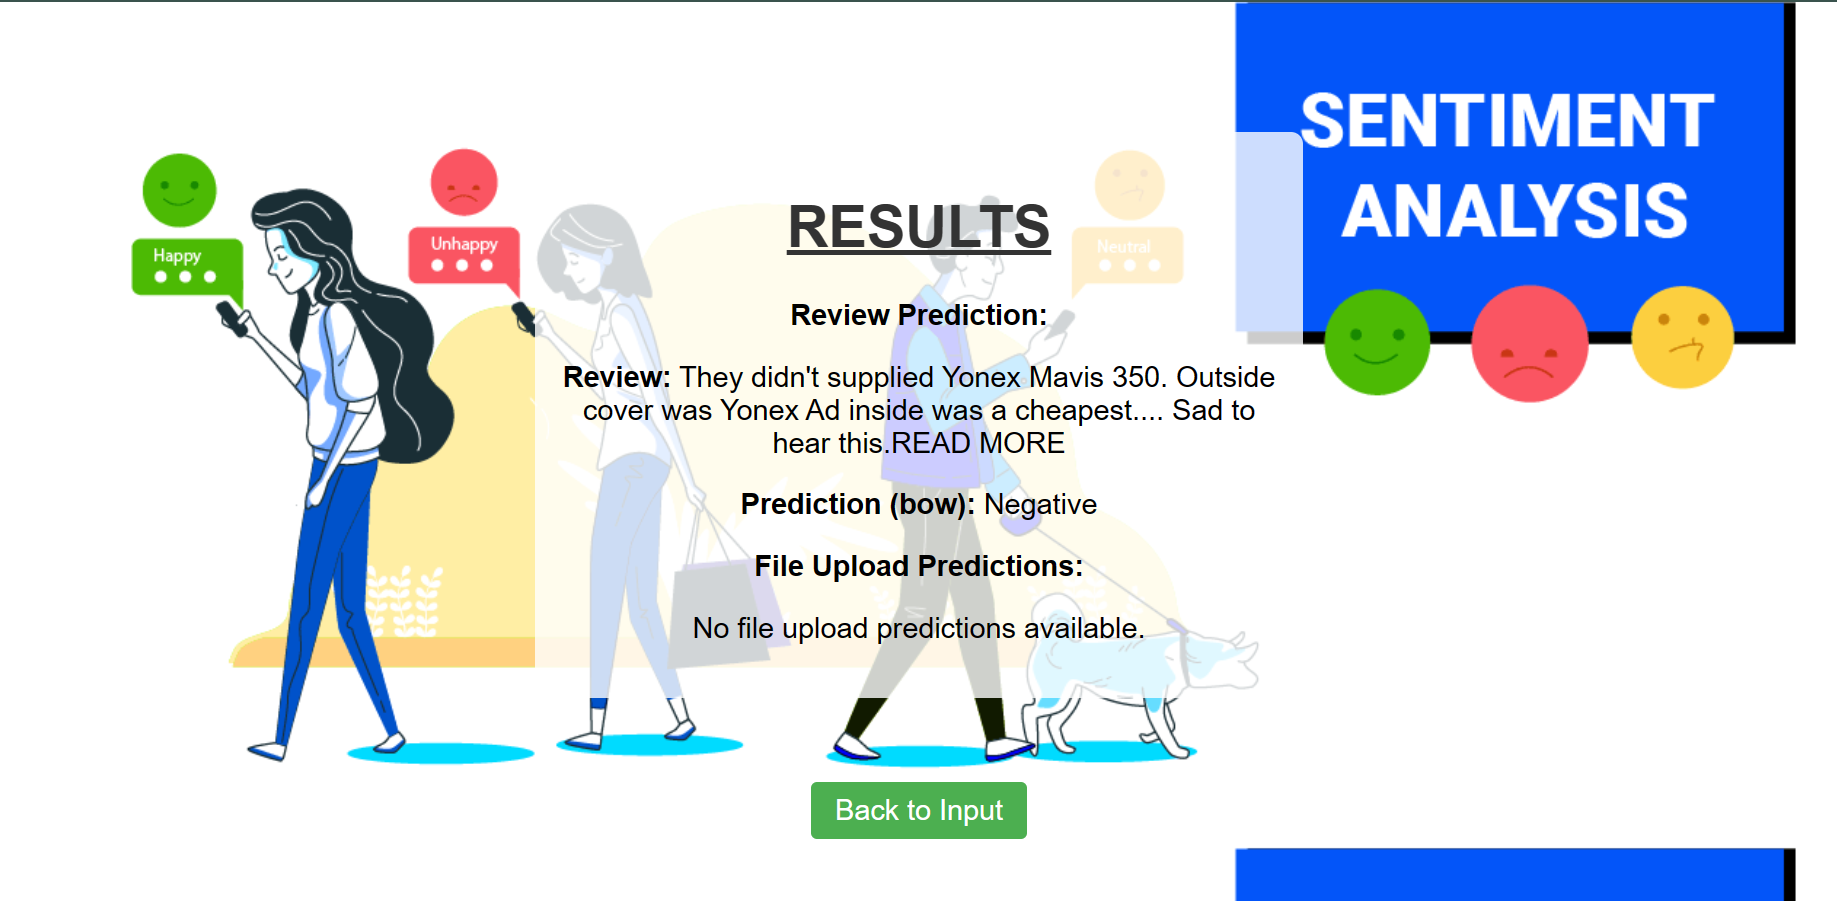 SENTIMENT
ANALYSIS
Happy
Unhappy
Neutral
RESULTS
Review Prediction:
Review: They didn't supplied Yonex Mavis 350. Outside
cover was Yonex Ad inside was a cheapest.... Sad to
hear this.READ MORE
Prediction (bow): Negative
File Upload Predictions:
No file upload predictions available.
Back to Input